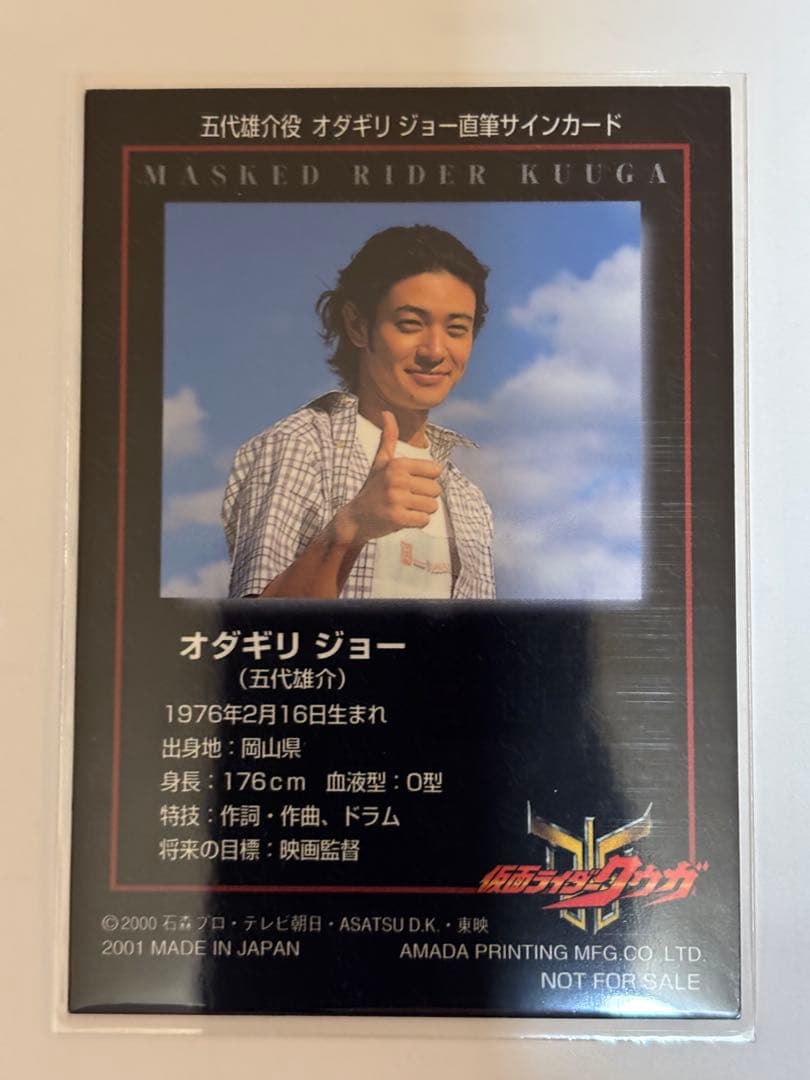 五代雄介役 オダギリ ジョー直筆サインカード
MASKED RIDER KUUGA
オダギリ ジョー
（五代雄介）
1976年2月16日生まれ
出身地：岡山県
身長：176cm 血液型：O型
特技：作詞・作曲、ドラム
将来の目標：映画監督
仮面ライダークウガ
©2000 石森プロ・テレビ朝日・ASATSU D.K.・東映
2001 MADE IN JAPAN AMADA PRINTING MFG.CO. LTD.
NOT FOR SALE